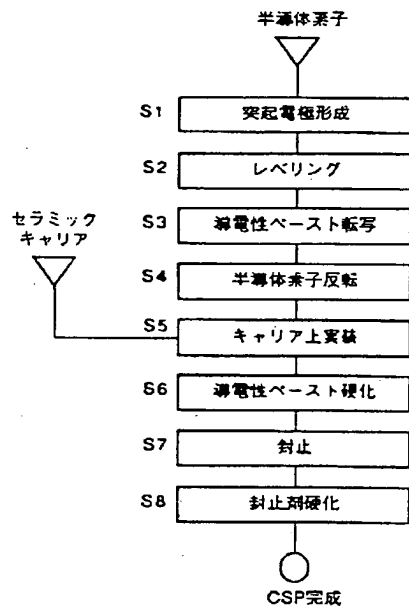 半導体素子
S1 突起電極形成
S2 レベリング
セラミック
キャリア
S3 導電性ペースト転写
S4 半導体素子反転
S5 キャリア上実装
S6 導電性ペースト硬化
S7 封止
S8 封止剤硬化
CSP完成